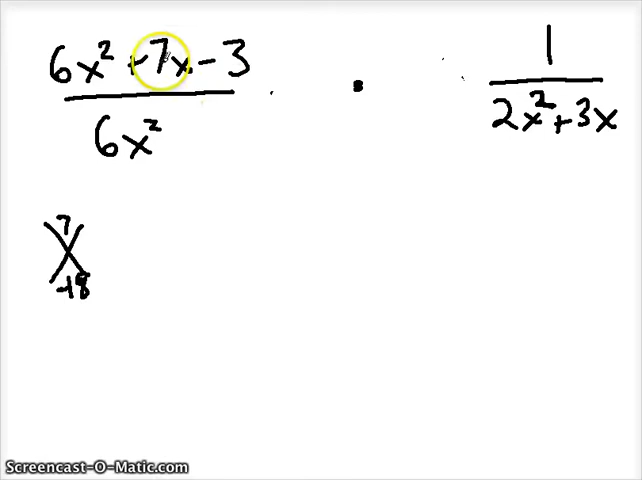 6x² +7x - 3 / 6x² · 1 / 2x² + 3x
7
-18
Screencast-O-Matic.com